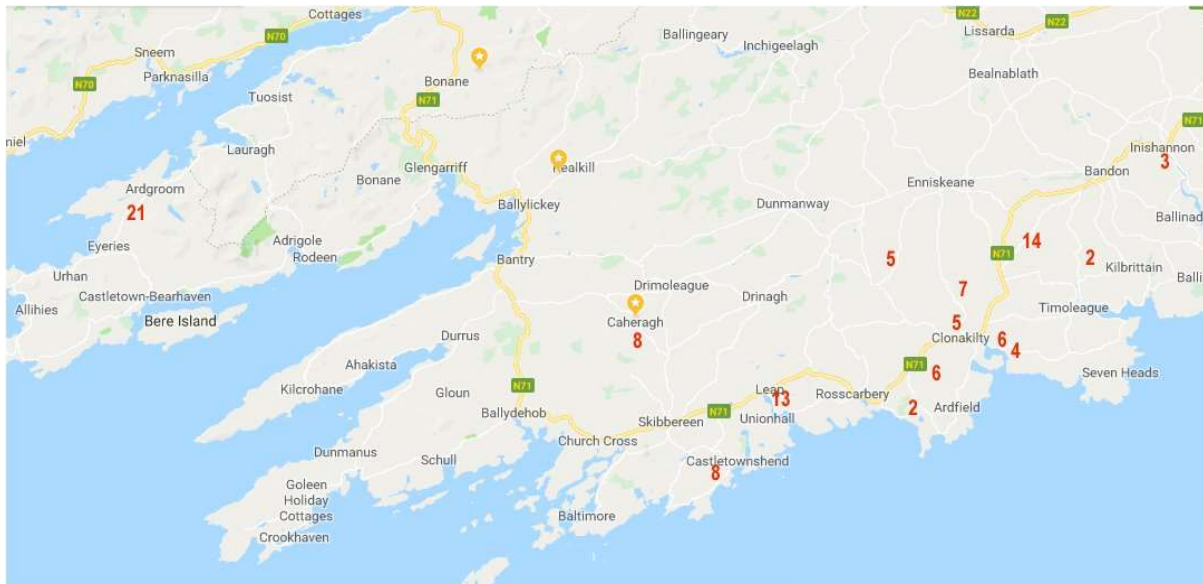 Cottages
N22
Lissarda
N22
Sneem
N70
Ballingeary
Inchigeelagh
Parknasilla
N70
Bonane
Bealnablath
Tuosist
N71
N71
niel
Lauragh
Inishannon
3
Glengarriff
Bonane
Realkill
Bandon
Ardgroom
Enniskeane
21
Ballylickey
Dunmanway
Ballinad
Eyeries
Adrigole
14
Rodeen
Bantry
5
N71
2
Kilbrittain
Urhan
Balli
Castletown-Bearhaven
Drimoleague
7
Allihies
Drinagh
Timoleague
Bere Island
Caheragh
5
Durrus
8
Clonakilty
6
4
Ahakista
N71
6
Seven Heads
Kilcrohane
Gloun
N71
Leap
13
Rosscarbery
2
Ardfield
Ballydehob
N71
Skibbereen
Unionhall
Church Cross
Dunmanus
Schull
Castletownshend
8
Goleen
Holiday
Cottages
Baltimore
Crookhaven